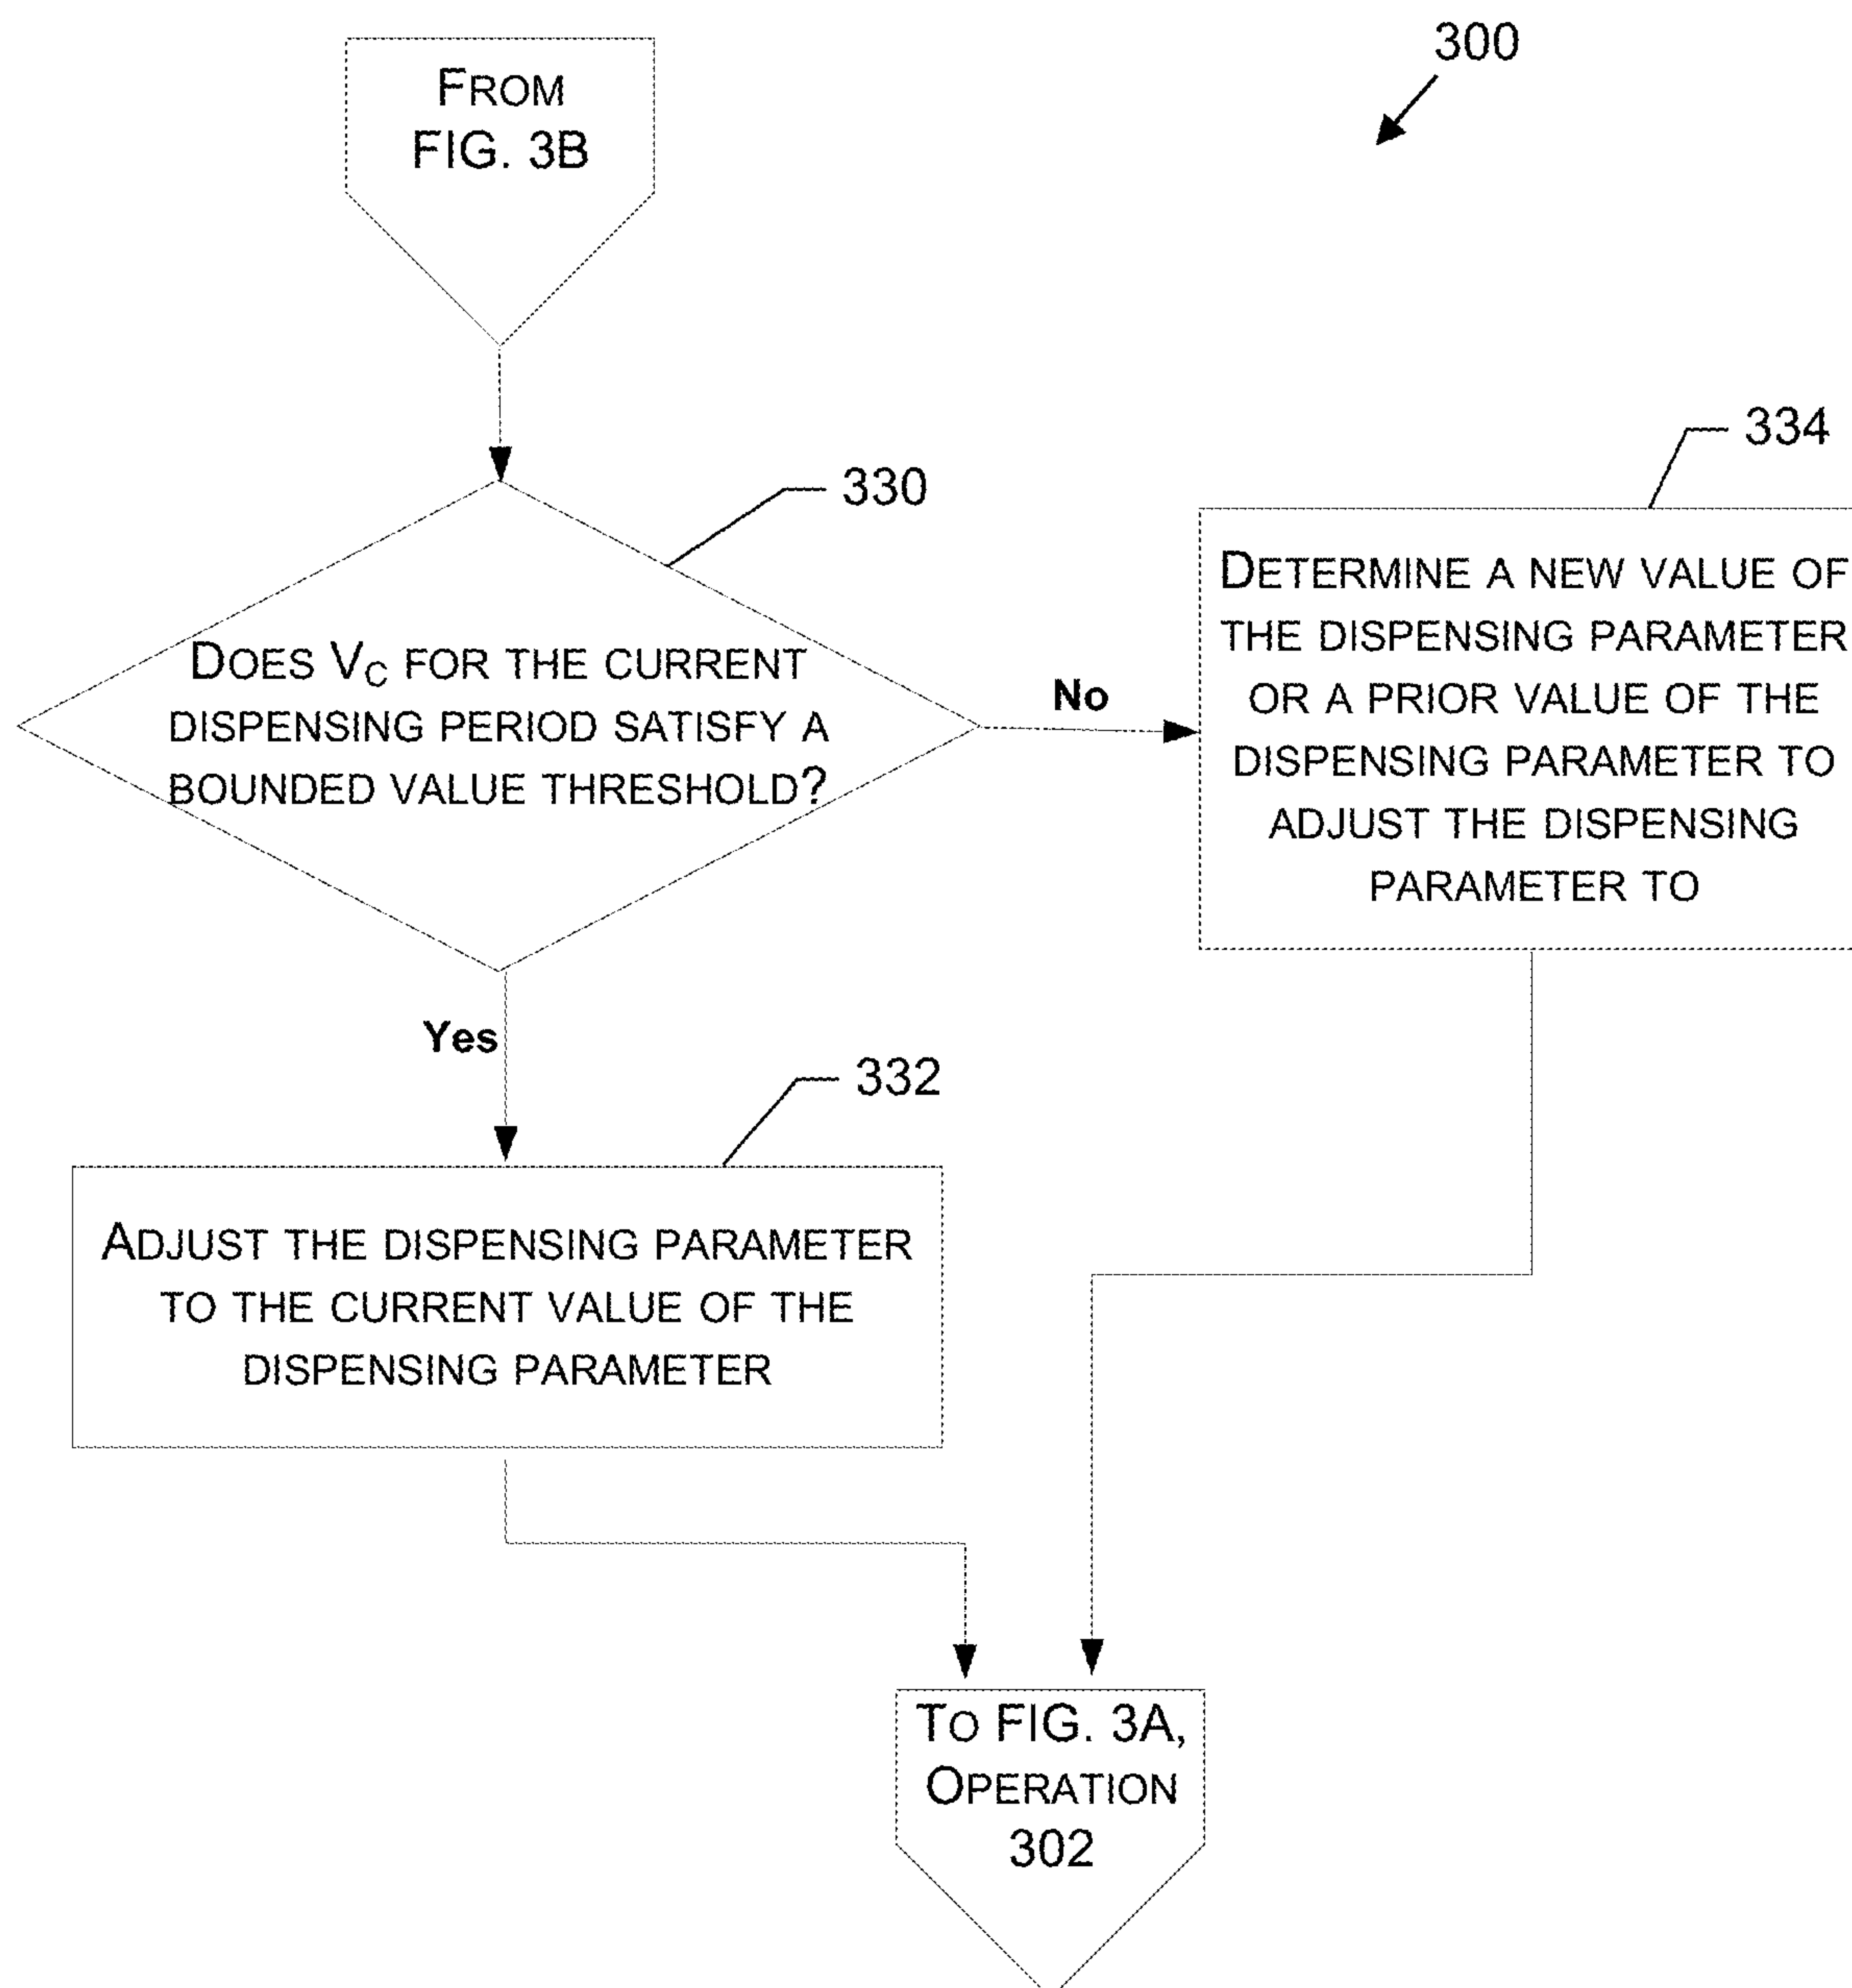 300
FROM
FIG. 3B
330
DOES VC FOR THE CURRENT
DISPENSING PERIOD SATISFY A
BOUNDED VALUE THRESHOLD?
No
334
DETERMINE A NEW VALUE OF
THE DISPENSING PARAMETER
OR A PRIOR VALUE OF THE
DISPENSING PARAMETER TO
ADJUST THE DISPENSING
PARAMETER TO
Yes
332
ADJUST THE DISPENSING PARAMETER
TO THE CURRENT VALUE OF THE
DISPENSING PARAMETER
TO FIG. 3A,
OPERATION
302